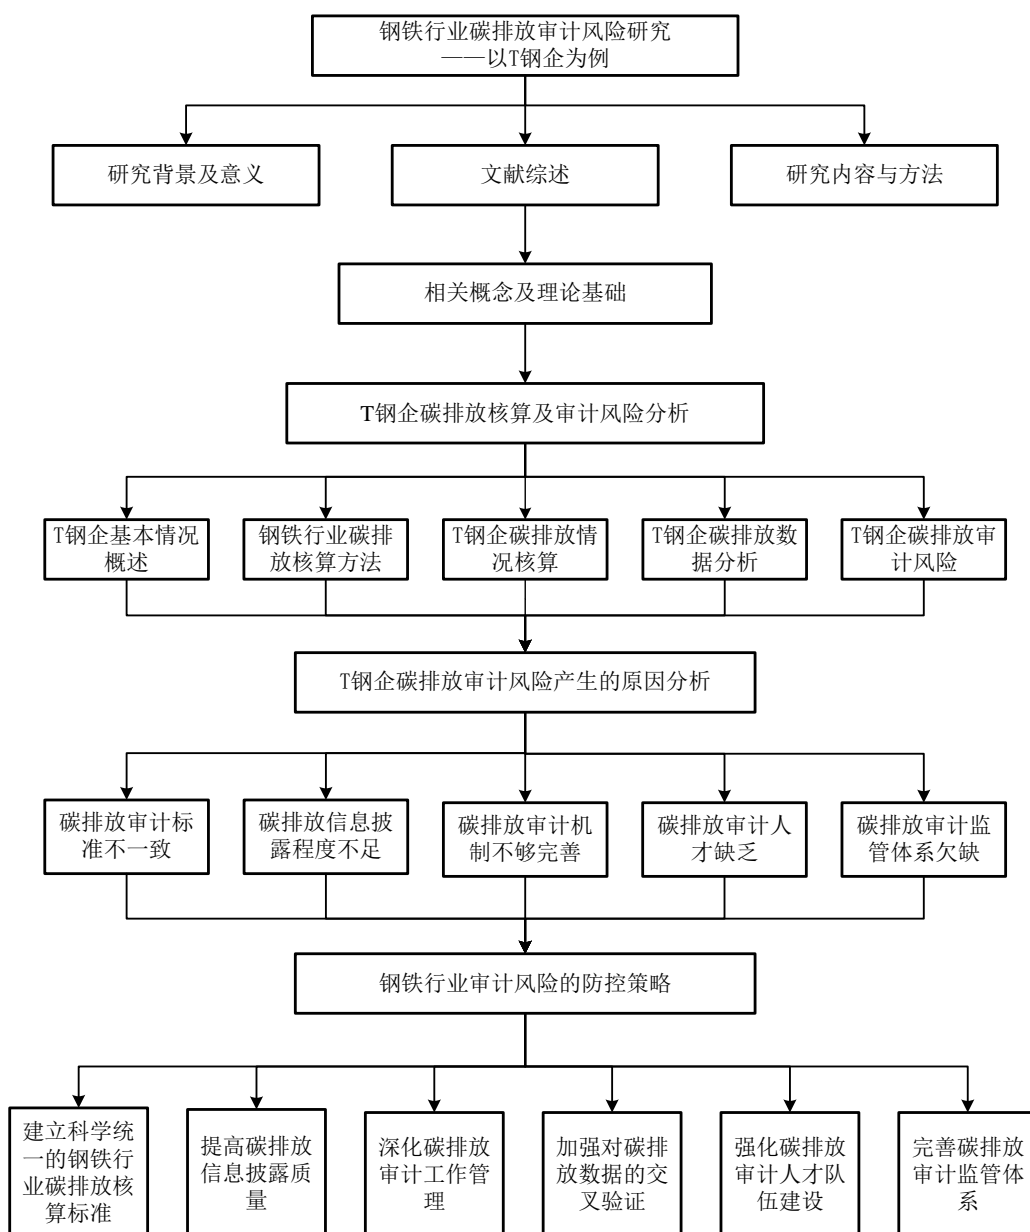 钢铁行业碳排放审计风险研究
——以T钢企为例
研究背景及意义
文献综述
研究内容与方法
相关概念及理论基础
T钢企碳排放核算及审计风险分析
T钢企基本情况
概述
钢铁行业碳排
放核算方法
T钢企碳排放情
况核算
T钢企碳排放数
据分析
T钢企碳排放审
计风险
T钢企碳排放审计风险产生的原因分析
碳排放审计标
准不一致
碳排放信息披
露程度不足
碳排放审计机
制不够完善
碳排放审计人
才缺乏
碳排放审计监
管体系欠缺
钢铁行业审计风险的防控策略
建立科学统
一的钢铁行
业碳排放核
算标准
提高碳排放
信息披露质
量
深化碳排放
审计工作管
理
加强对碳排
放数据的交
叉验证
强化碳排放
审计人才队
伍建设
完善碳排放
审计监管体
系